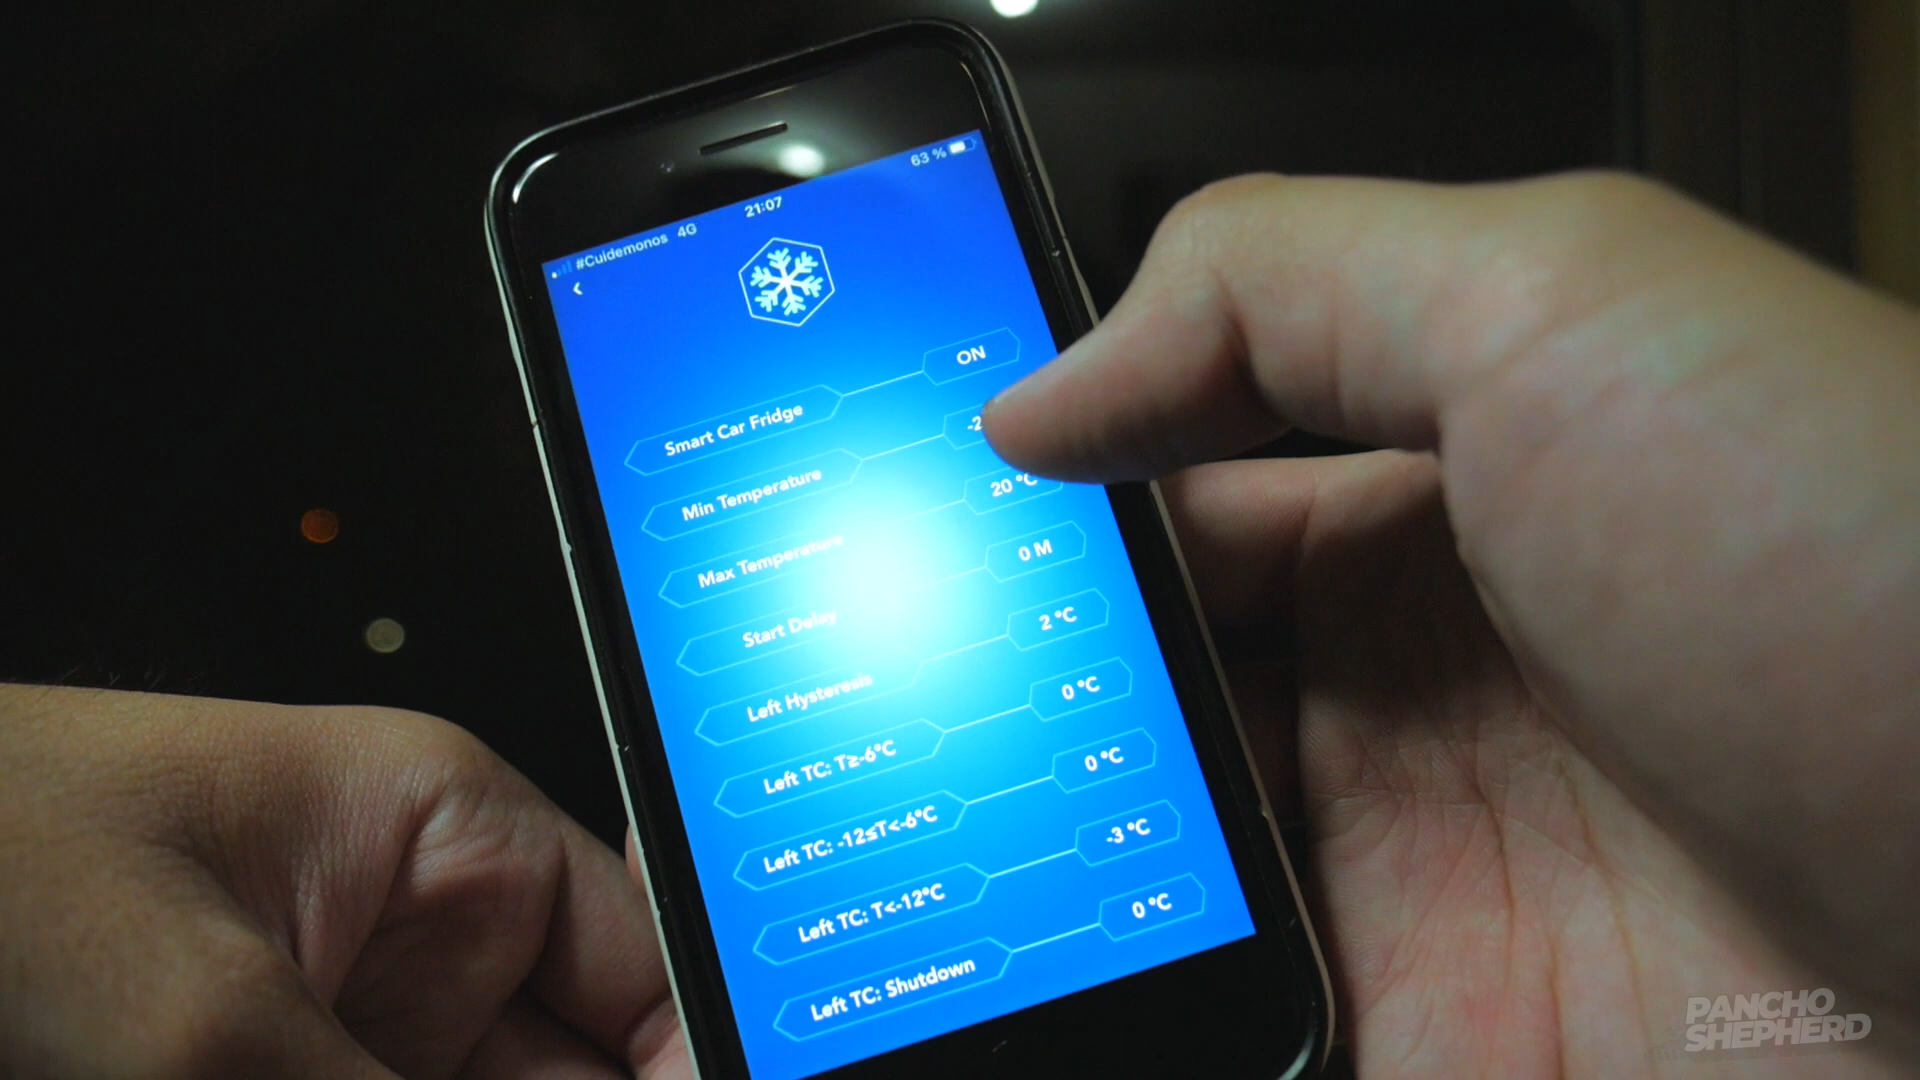 #Cuidemonos 4G 21:07 63 %
Smart Car Fridge ON
Min Temperature
Max Temperature 20 °C
Start Delay 0 M
Left Hysteresis 2 °C
Left TC: T≥-6°C 0 °C
Left TC: -12≤T<-6°C 0 °C
Left TC: T<-12°C -3 °C
Left TC: Shutdown 0 °C
PANCHO
SHEPHERD